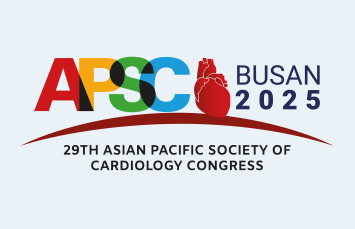 APSC
BUSAN
2025
29TH ASIAN PACIFIC SOCIETY OF
CARDIOLOGY CONGRESS